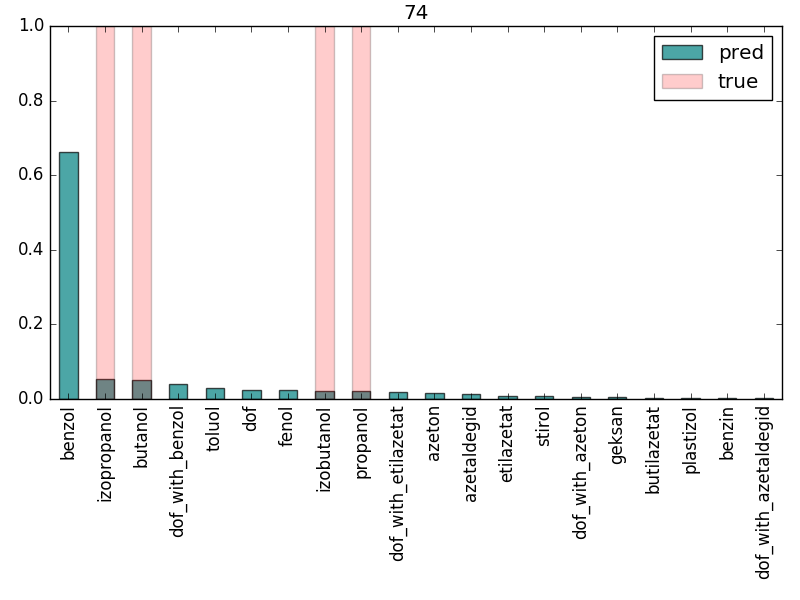 74
1.0
0.8
0.6
0.4
0.2
0.0
pred
true
benzol
izopropanol
butanol
dof_with_benzol
toluol
dof
fenol
izobutanol
propanol
dof_with_etilazetat
azeton
azetaldegid
etilazetat
stirol
dof_with_azeton
geksan
butilazetat
plastizol
benzin
dof_with_azetaldegid